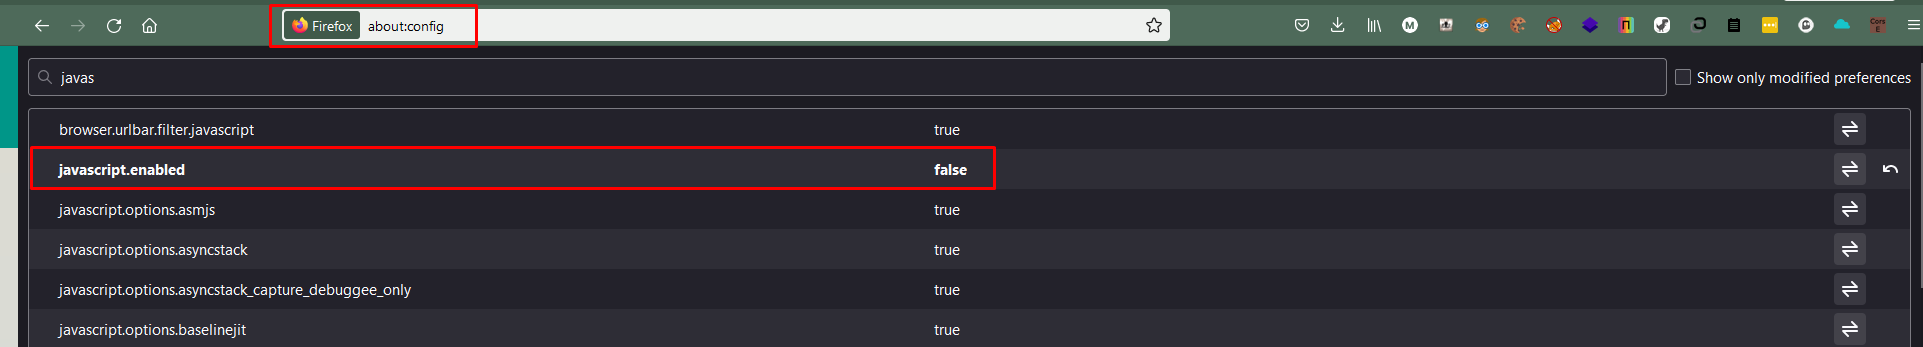 Firefox about:config
M
Cors
E
javas
Show only modified preferences
browser.urlbar.filter.javascript true
javascript.enabled false
javascript.options.asmjs true
javascript.options.asyncstack true
javascript.options.asyncstack_capture_debuggee_only true
javascript.options.baselinejit true